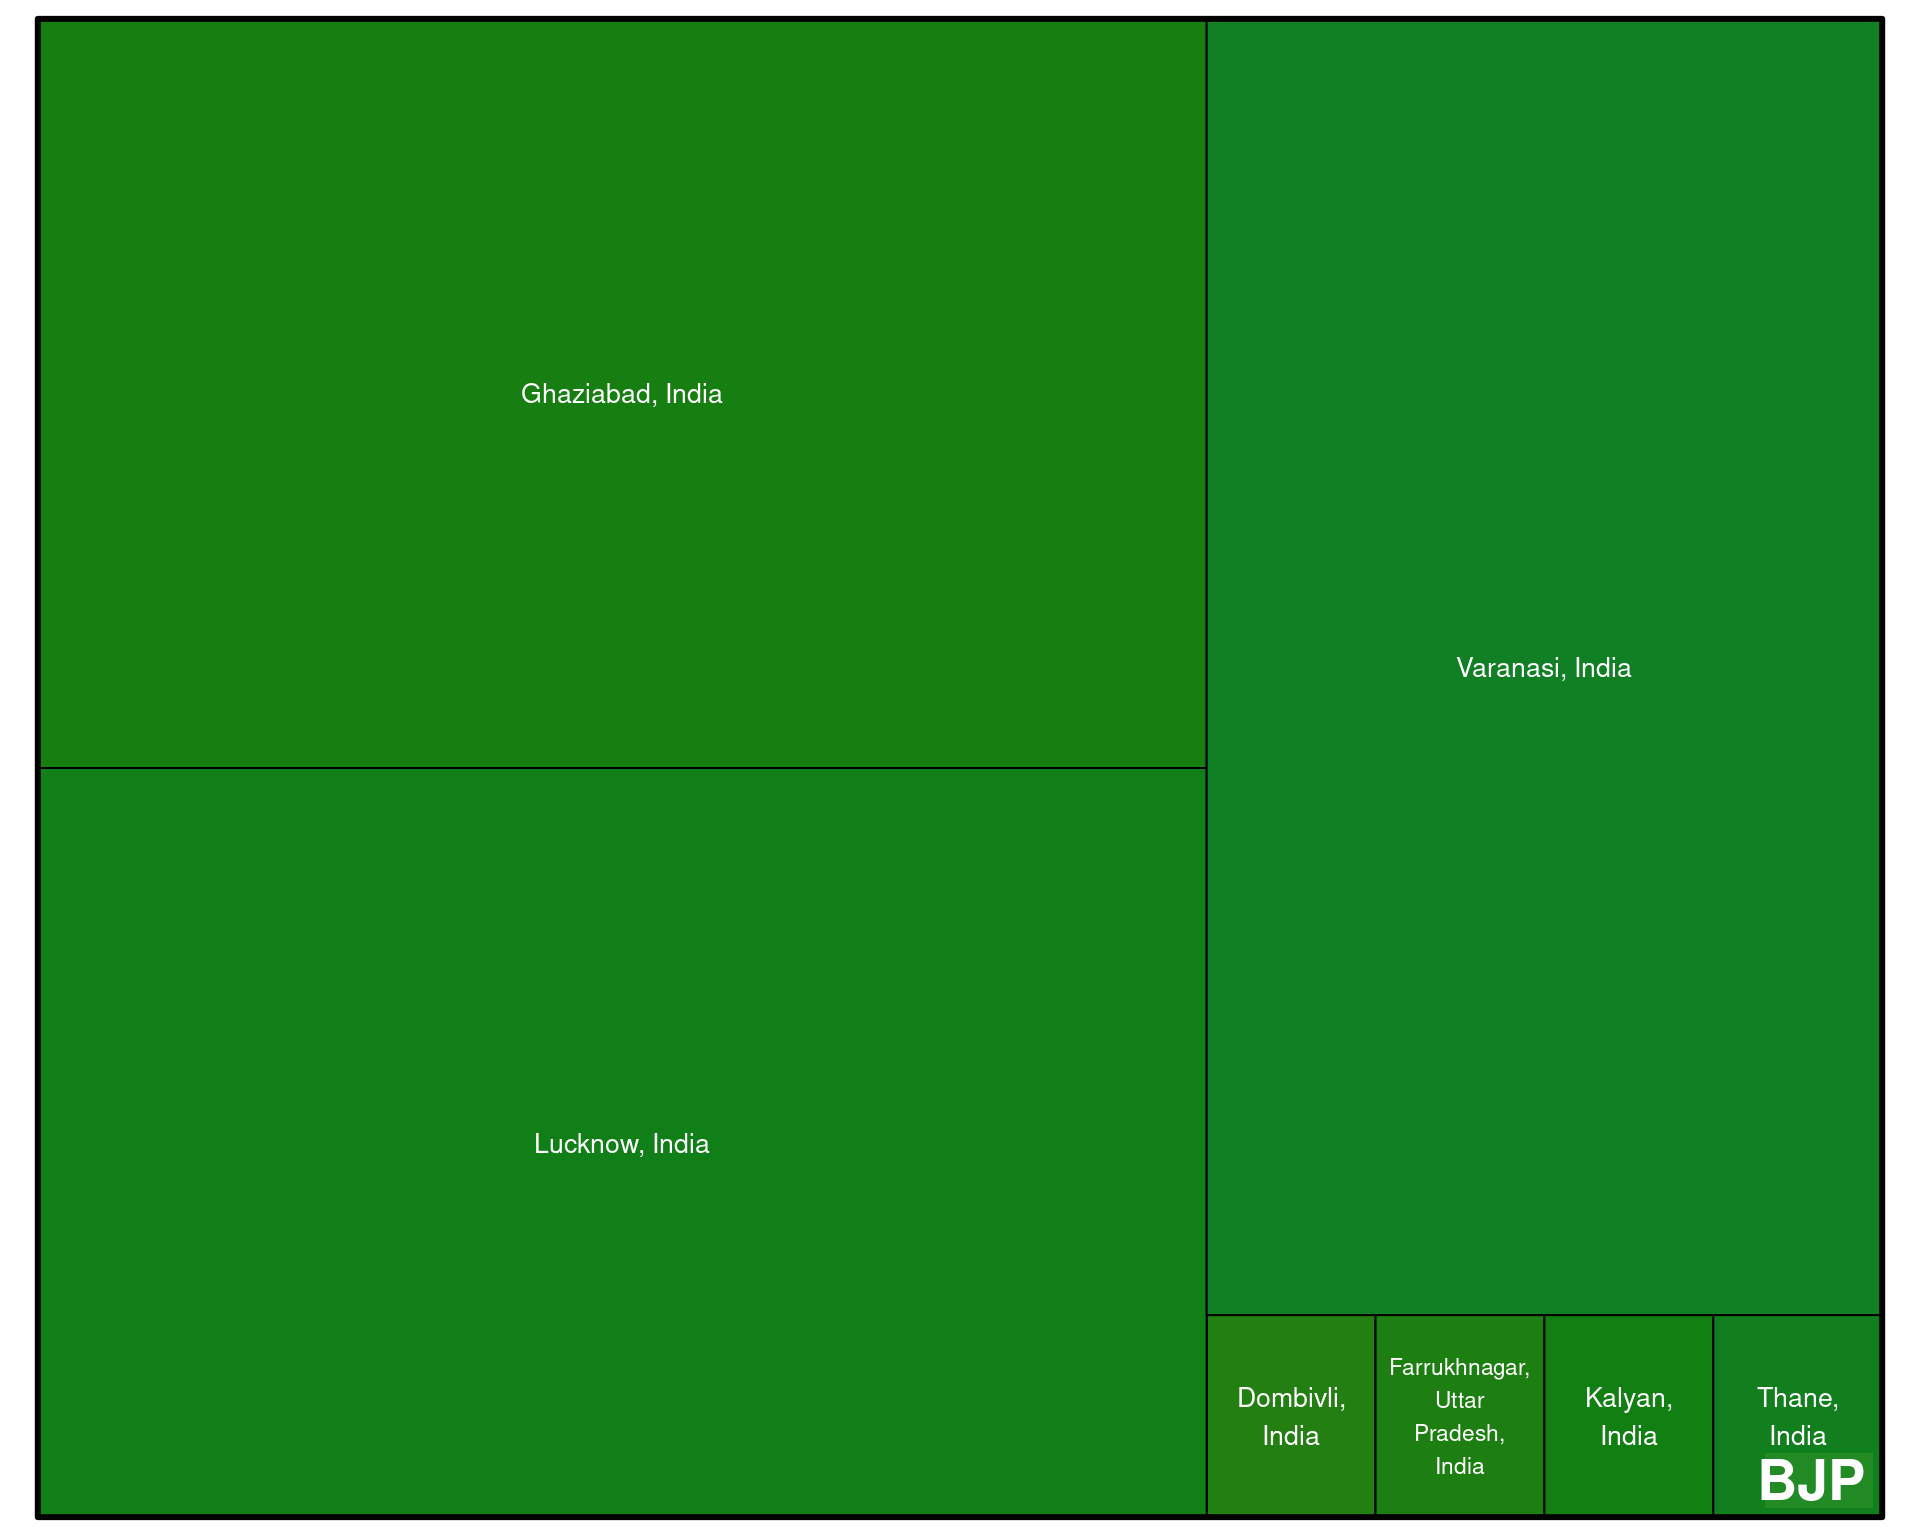 Ghaziabad, India
Varanasi, India
Lucknow, India
Dombivli,
India
Farrukhnagar,
Uttar
Pradesh,
India
Kalyan,
India
Thane,
India
BJP